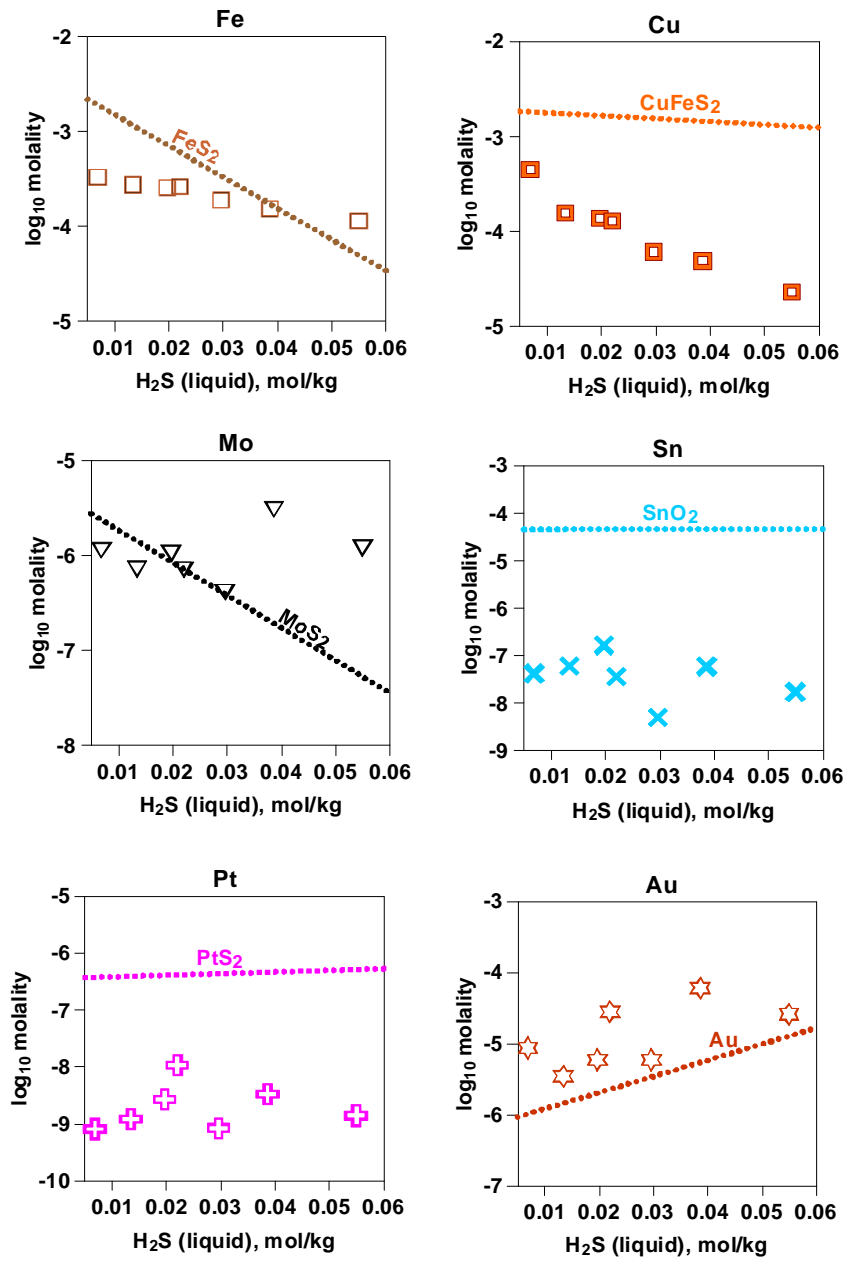 Fe
-2
-3
-4
-5
log₁₀ molality
FeS₂
0.01 0.02 0.03 0.04 0.05 0.06
H₂S (liquid), mol/kg
Cu
-2
-3
-4
-5
log₁₀ molality
CuFeS₂
0.01 0.02 0.03 0.04 0.05 0.06
H₂S (liquid), mol/kg
Mo
-5
-6
-7
-8
log₁₀ molality
MoS₂
0.01 0.02 0.03 0.04 0.05 0.06
H₂S (liquid), mol/kg
Sn
-3
-4
-5
-6
-7
-8
-9
log₁₀ molality
SnO₂
0.01 0.02 0.03 0.04 0.05 0.06
H₂S (liquid), mol/kg
Pt
-5
-6
-7
-8
-9
-10
log₁₀ molality
PtS₂
0.01 0.02 0.03 0.04 0.05 0.06
H₂S (liquid), mol/kg
Au
-3
-4
-5
-6
-7
log₁₀ molality
Au
0.01 0.02 0.03 0.04 0.05 0.06
H₂S (liquid), mol/kg